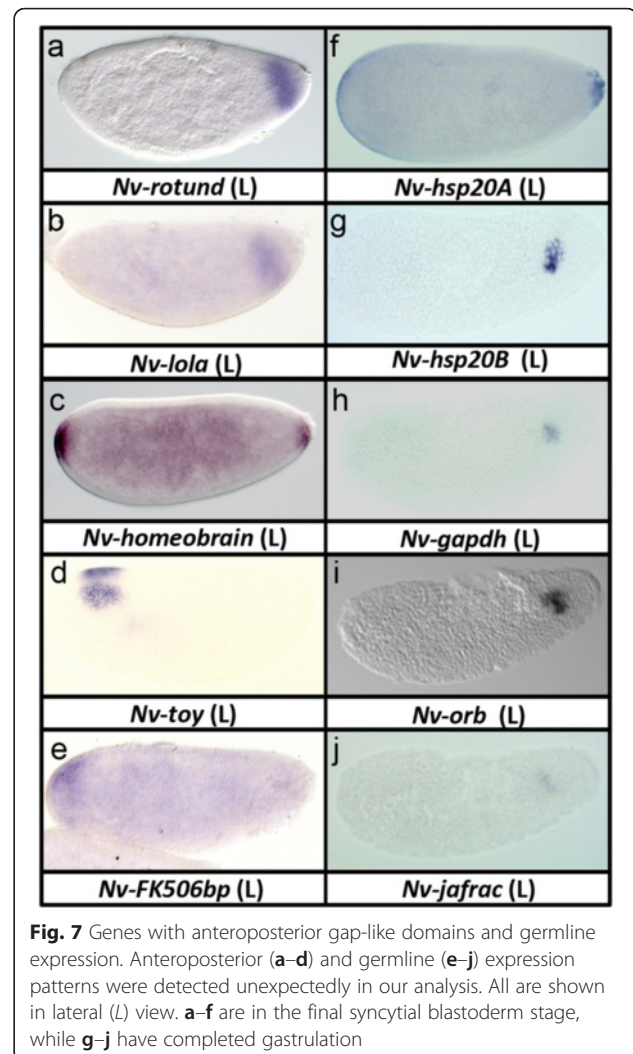 a
Nv-rotund (L)
b
Nv-lola (L)
c
Nv-homeobrain (L)
d
Nv-toy (L)
e
Nv-FK506bp (L)
f
Nv-hsp20A (L)
g
Nv-hsp20B (L)
h
Nv-gapdh (L)
i
Nv-orb (L)
j
Nv-jafrac (L)
Fig. 7 Genes with anteroposterior gap-like domains and germline
expression. Anteroposterior (a–d) and germline (e–j) expression
patterns were detected unexpectedly in our analysis. All are shown
in lateral (L) view. a–f are in the final syncytial blastoderm stage,
while g–j have completed gastrulation